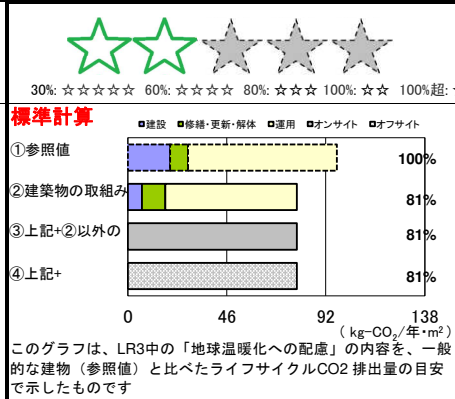 30%: ☆☆☆☆☆ 60%: ☆☆☆☆ 80%: ☆☆☆ 100%: ☆☆ 100%超:
標準計算
■建設 ■修繕・更新・解体 □運用 ■オンサイト □オフサイト
①参照値 100%
②建築物の取組み 81%
③上記+②以外の 81%
④上記+ 81%
0 46 92 138
( kg-CO₂/年・㎡ )
このグラフは、LR3中の「地球温暖化への配慮」の内容を、一般
的な建物（参照値）と比べたライフサイクルCO2 排出量の目安
で示したものです